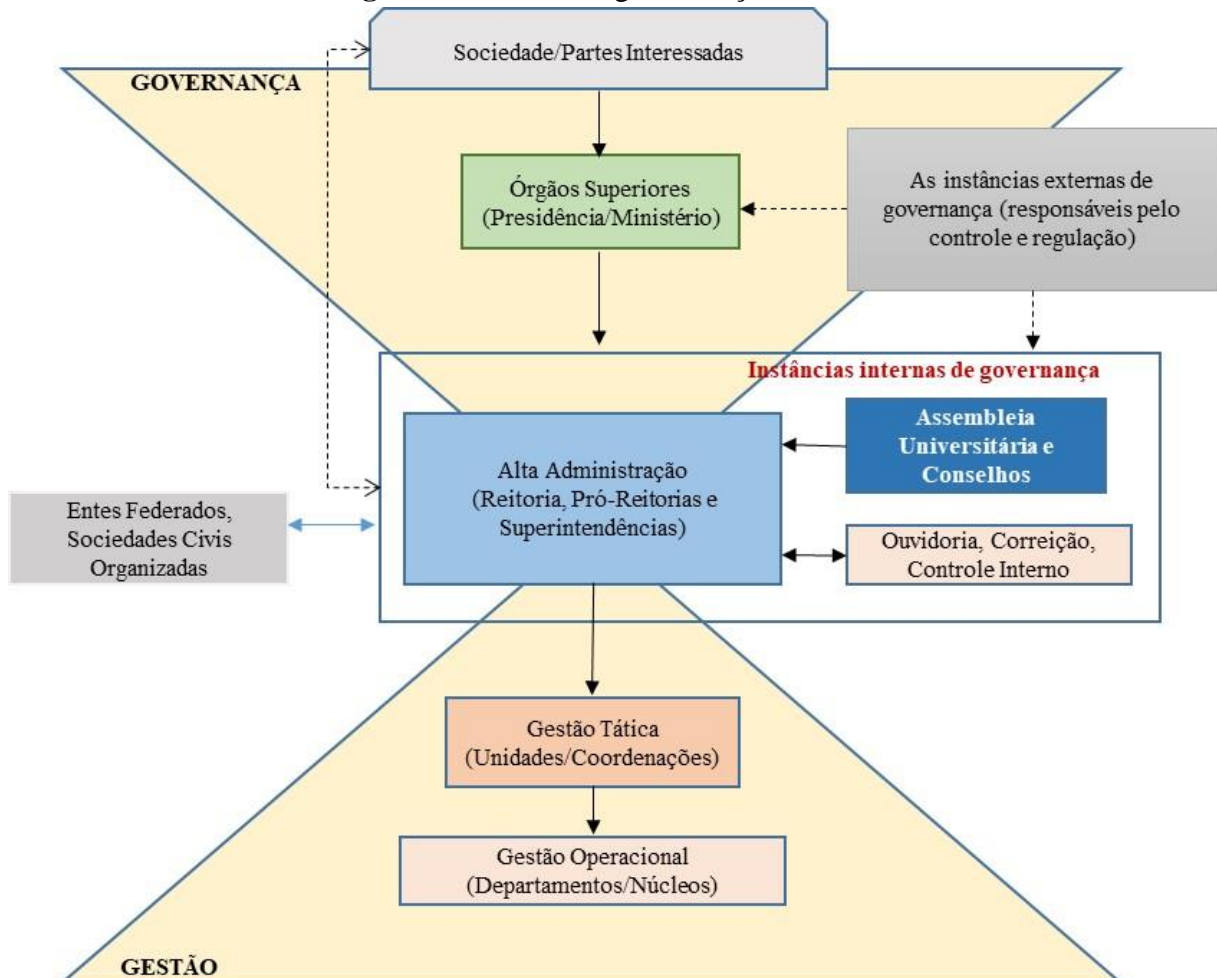 Sociedade/Partes Interessadas
GOVERNANÇA
Órgãos Superiores
(Presidência/Ministério)
As instâncias externas de
governança (responsáveis pelo
controle e regulação)
Instâncias internas de governança
Assembleia
Universitária e
Conselhos
Alta Administração
(Reitoria, Pró-Reitorias e
Superintendências)
Entes Federados,
Sociedades Civis
Organizadas
Ouvidoria, Correição,
Controle Interno
Gestão Tática
(Unidades/Coordenações)
Gestão Operacional
(Departamentos/Núcleos)
GESTÃO